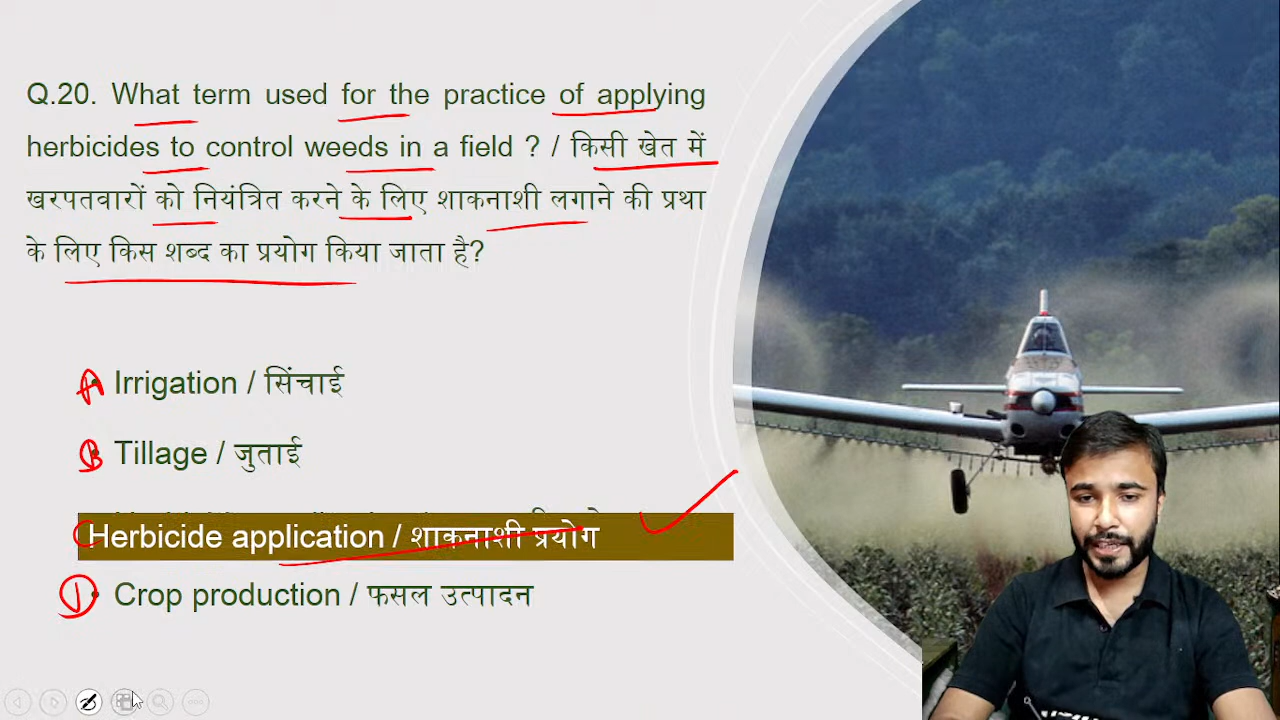 Q.20. What term used for the practice of applying
herbicides to control weeds in a field ? / किसी खेत में
खरपतवारों को नियंत्रित करने के लिए शाकनाशी लगाने की प्रथा
के लिए किस शब्द का प्रयोग किया जाता है?
A • Irrigation / सिंचाई
B • Tillage / जुताई
C Herbicide application / शाकनाशी प्रयोग
D • Crop production / फसल उत्पादन